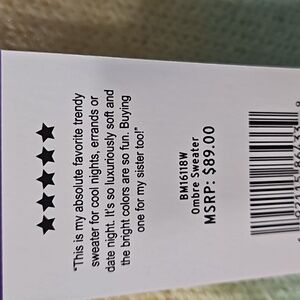 ★★★★★
"This is my absolute favorite trendy
sweater for cool nights, errands or
date night. It's so luxuriously soft and
the bright colors are so fun. Buying
one for my sister too!"
BM16118W
Ombre Sweater
MSRP: $89.00